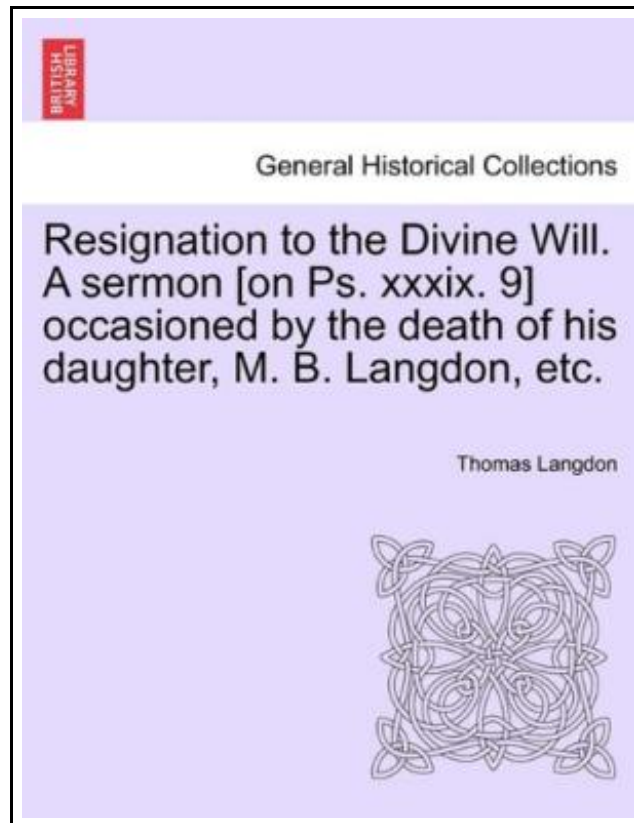 BRITISH
LIBRARY
General Historical Collections
Resignation to the Divine Will.
A sermon [on Ps. xxxix. 9]
occasioned by the death of his
daughter, M. B. Langdon, etc.
Thomas Langdon